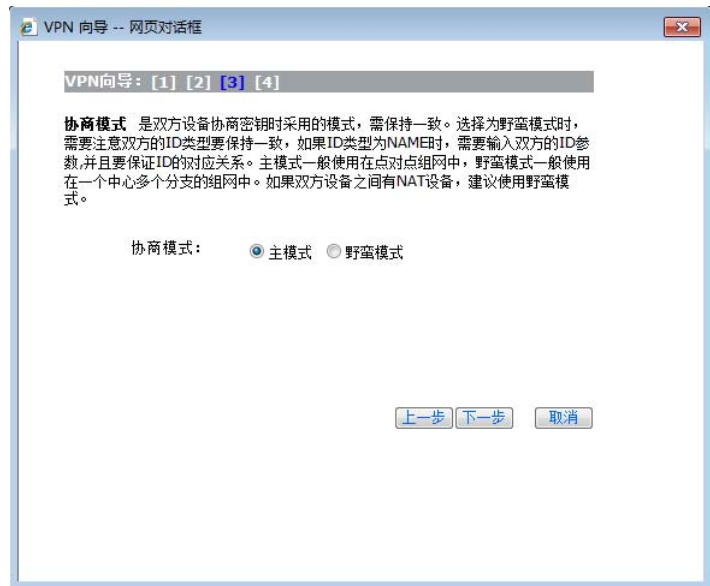 VPN 向导 -- 网页对话框
VPN向导：[1] [2] [3] [4]
协商模式 是双方设备协商密钥时采用的模式，需保持一致。选择为野蛮模式时，
需要注意双方的ID类型要保持一致，如果ID类型为NAME时，需要输入双方的ID参
数,并且要保证ID的对应关系。主模式一般使用在点对点组网中，野蛮模式一般使用
在一个中心多个分支的组网中。如果双方设备之间有NAT设备，建议使用野蛮模
式。
协商模式： 主模式 野蛮模式
上一步 下一步 取消